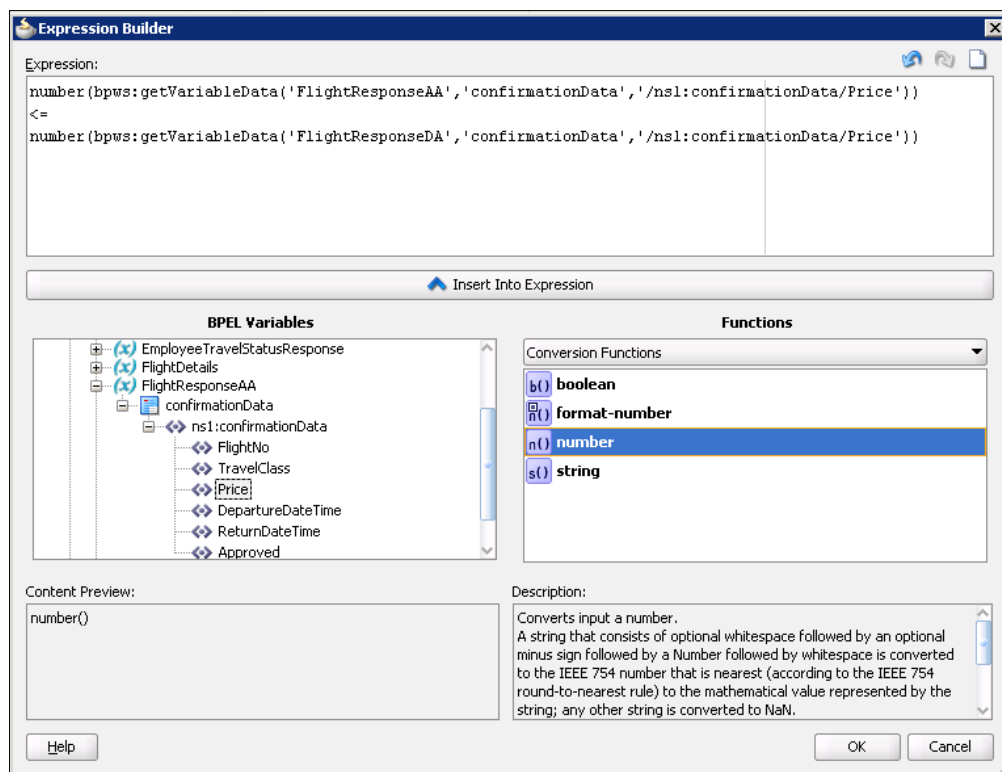 Expression Builder
Expression:
number(bpws:getVariableData('FlightResponseAA','confirmationData','/ns1:confirmationData/Price'))
<=
number(bpws:getVariableData('FlightResponseDA','confirmationData','/ns1:confirmationData/Price'))
Insert Into Expression
BPEL Variables
(x) EmployeeTravelStatusResponse
(x) FlightDetails
(x) FlightResponseAA
confirmationData
ns1:confirmationData
FlightNo
TravelClass
Price
DepartureDateTime
ReturnDateTime
Approved
Functions
Conversion Functions
b() boolean
n() format-number
n() number
s() string
Content Preview:
number()
Description:
Converts input a number.
A string that consists of optional whitespace followed by an optional
minus sign followed by a Number followed by whitespace is converted
to the IEEE 754 number that is nearest (according to the IEEE 754
round-to-nearest rule) to the mathematical value represented by the
string; any other string is converted to NaN.
Help
OK
Cancel